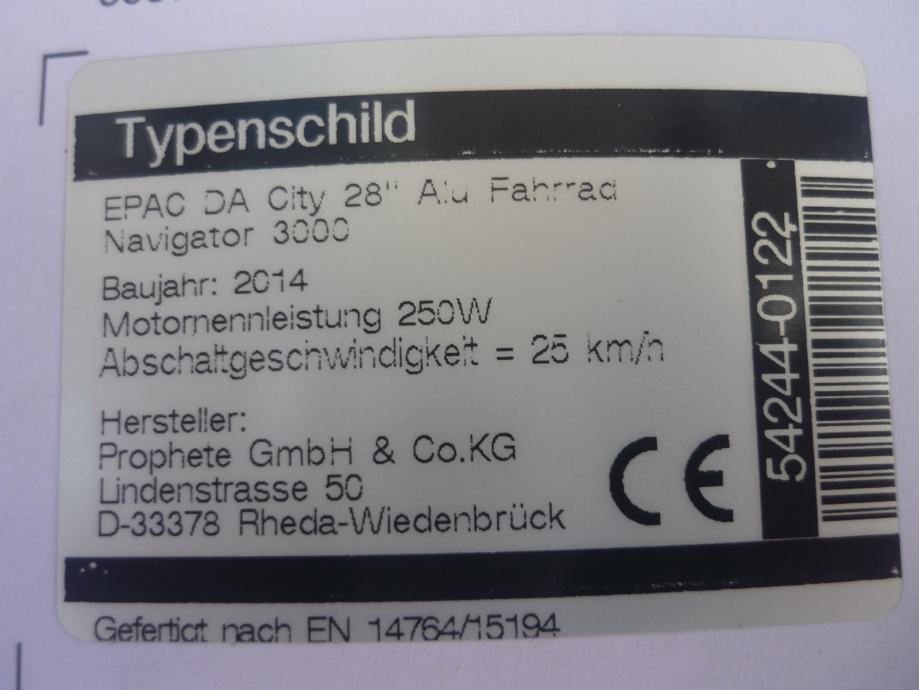 Typenschild
EPAC DA City 28" Alu Fahrrad
Navigator 3000
Baujahr: 2014
Motornennleistung 250W
Abschaltgeschwindigkeit = 25 km/h
Hersteller:
Prophete GmbH & Co.KG
Lindenstrasse 50
D-33378 Rheda-Wiedenbrück
CE
54244-0122
Gefertigt nach EN 14764/15194